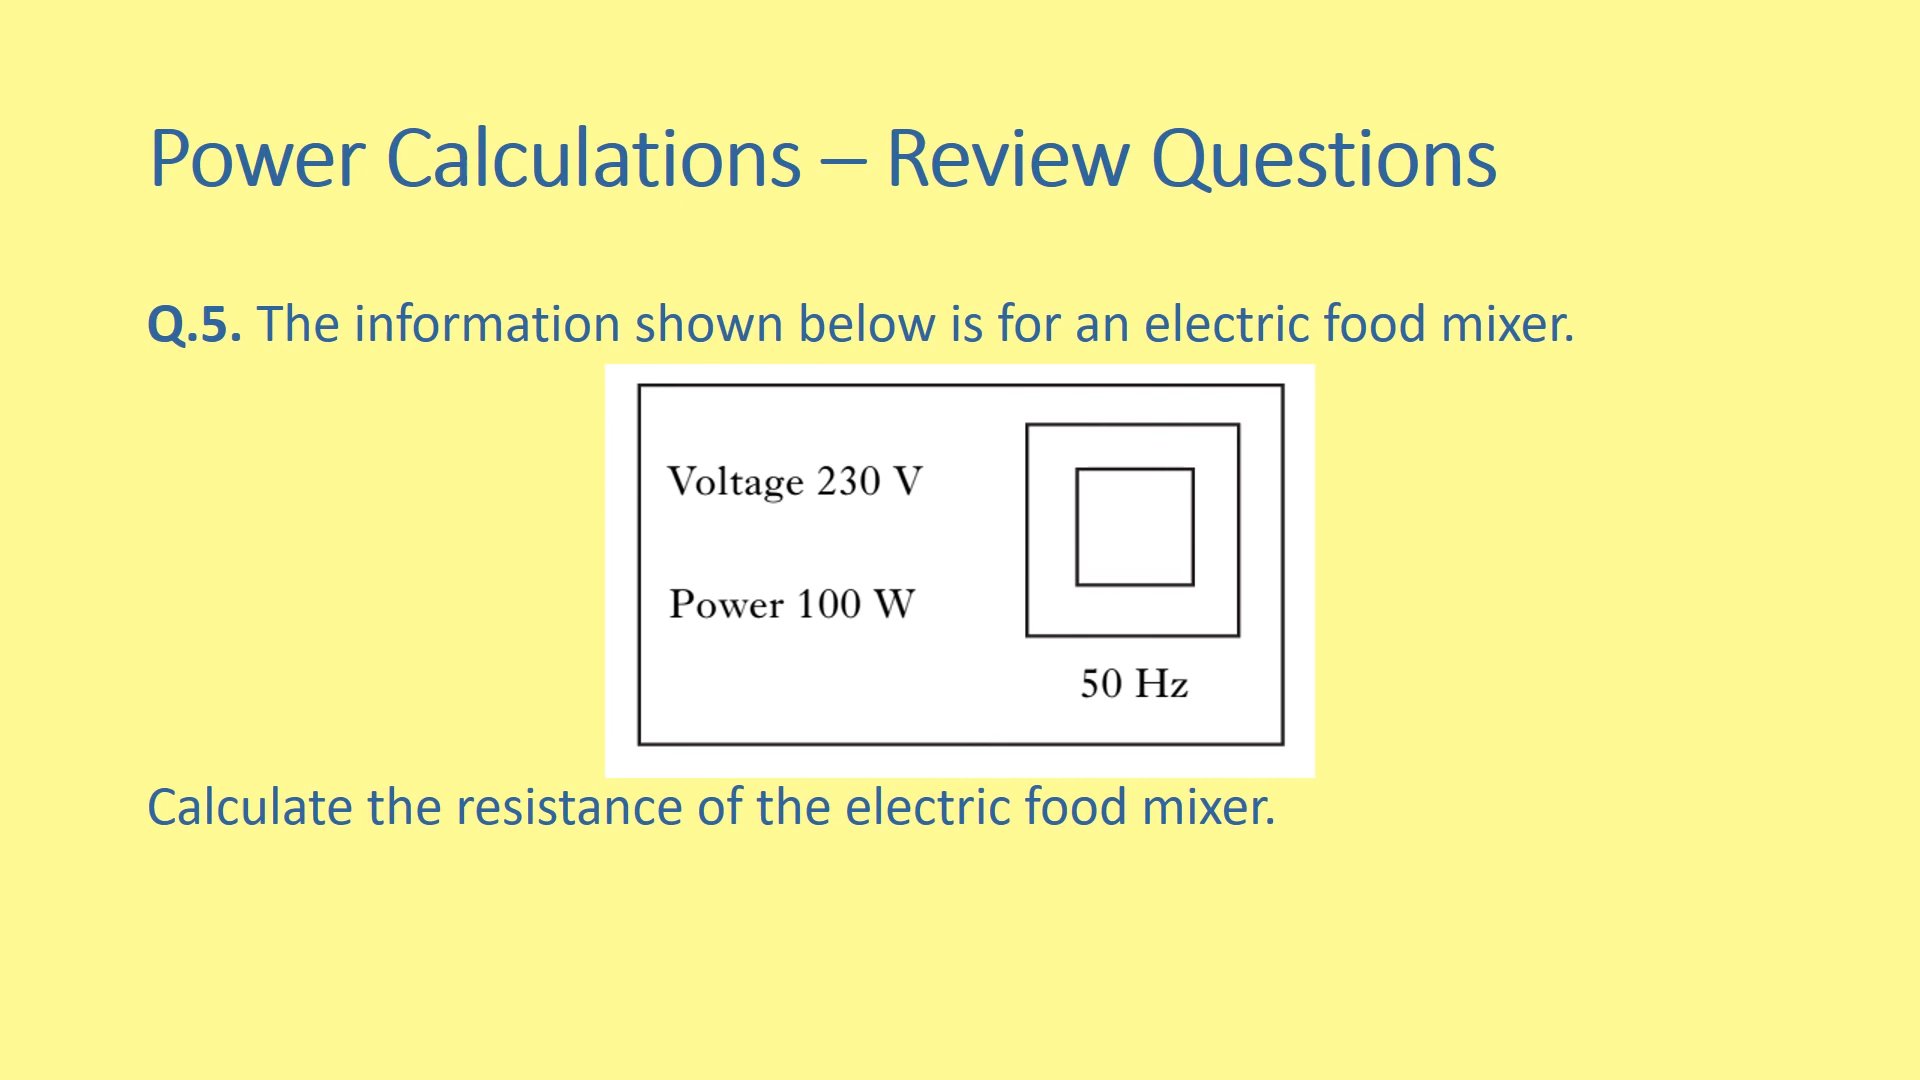 Power Calculations – Review Questions
Q.5. The information shown below is for an electric food mixer.
Voltage 230 V
Power 100 W
50 Hz
Calculate the resistance of the electric food mixer.